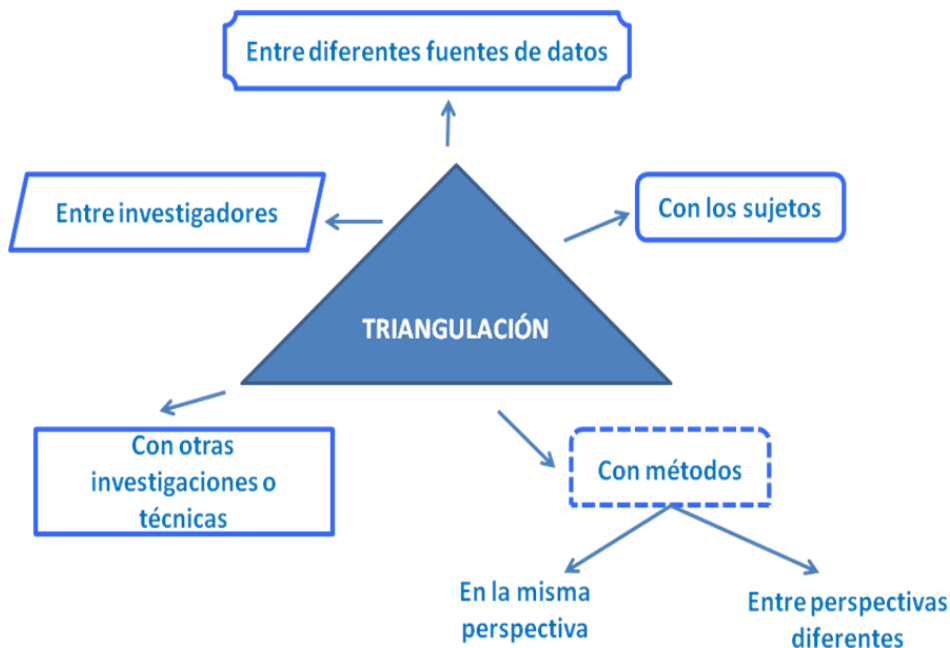 Entre diferentes fuentes de datos
Entre investigadores
Con los sujetos
TRIANGULACIÓN
Con otras
investigaciones o
técnicas
Con métodos
En la misma
perspectiva
Entre perspectivas
diferentes